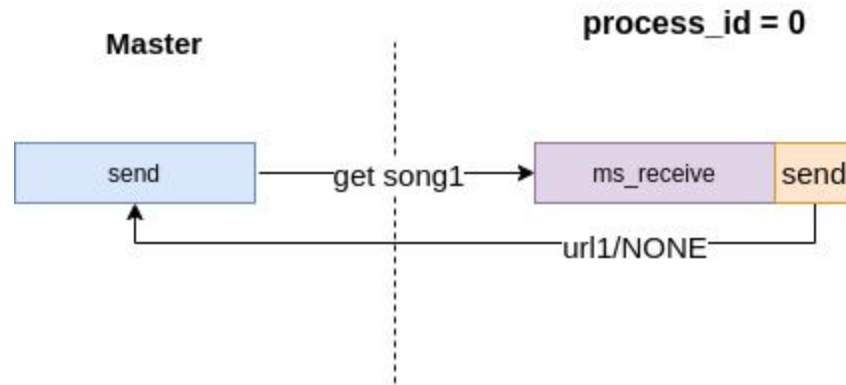 Master
process_id = 0
send
get song1
ms_receive
send
url1/NONE